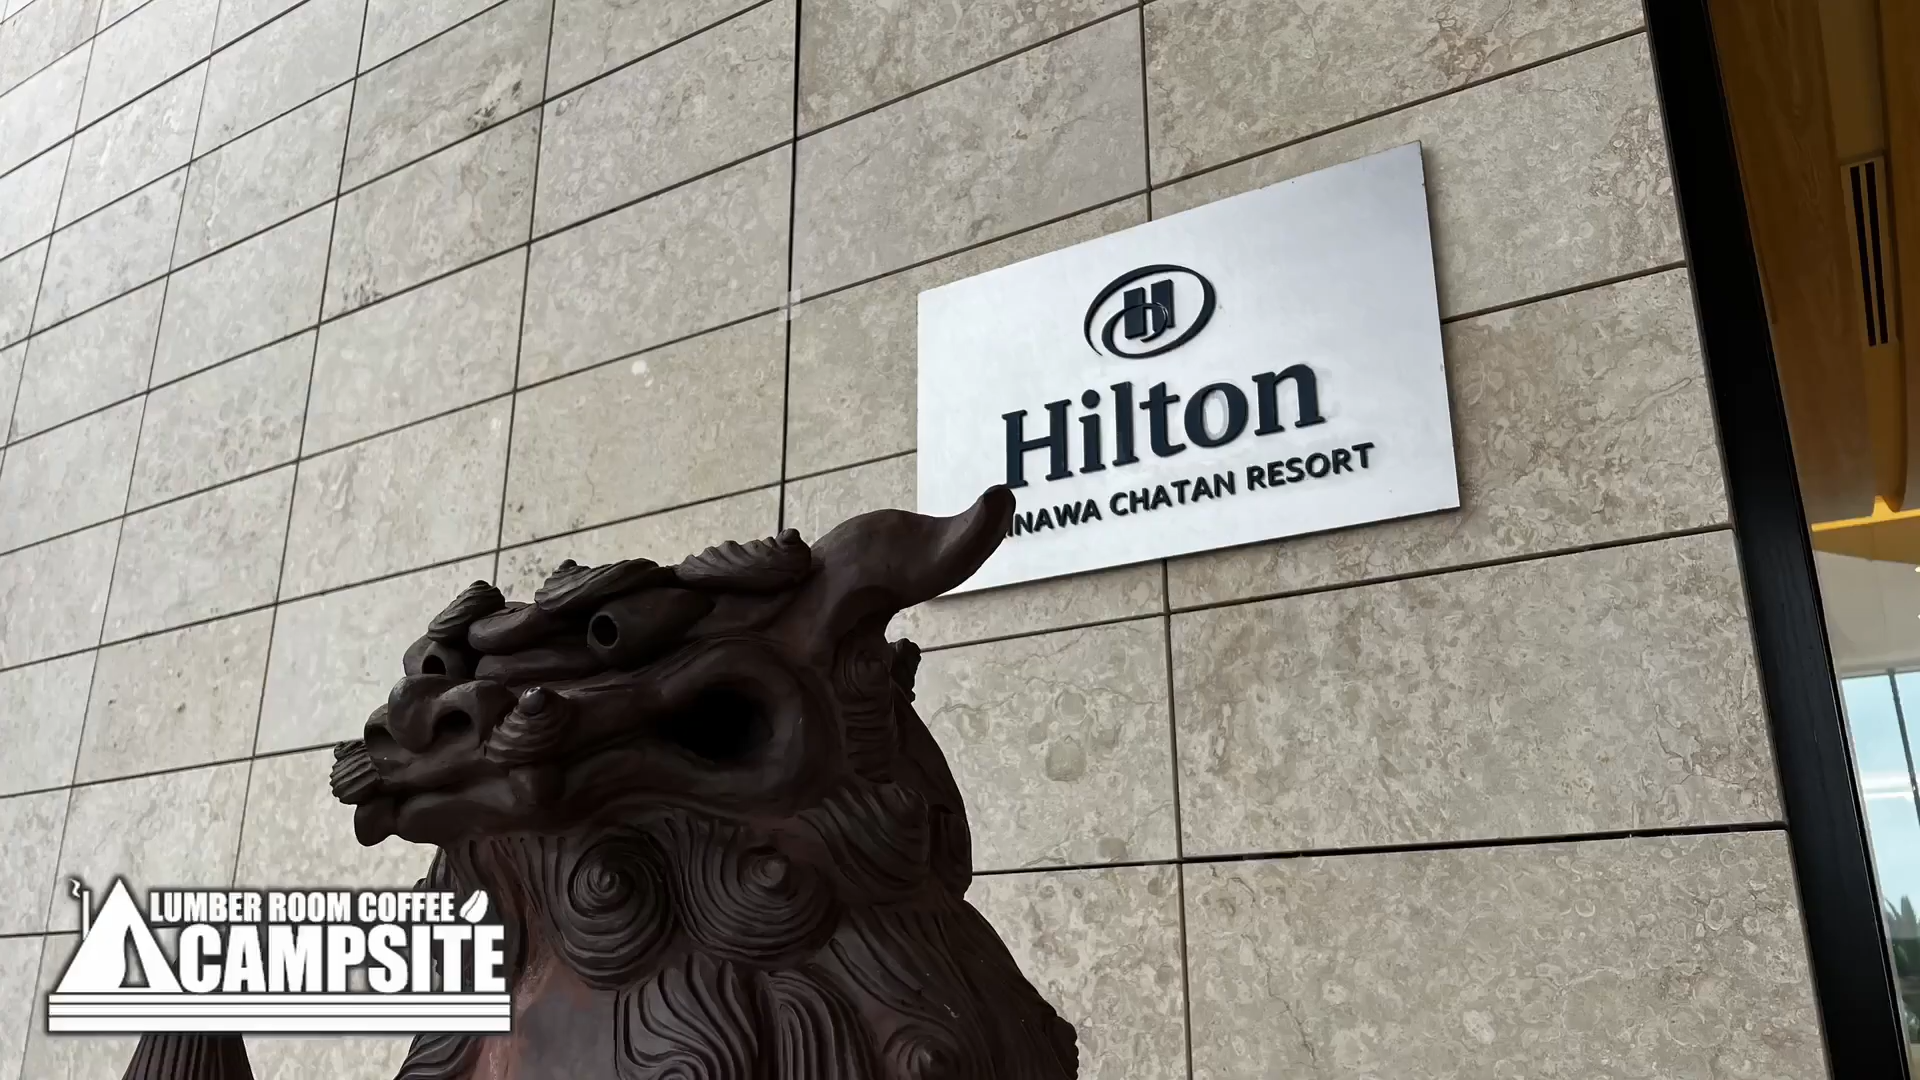 H
Hilton
INAWA CHATAN RESORT
LUMBER ROOM COFFEE
CAMPSITE